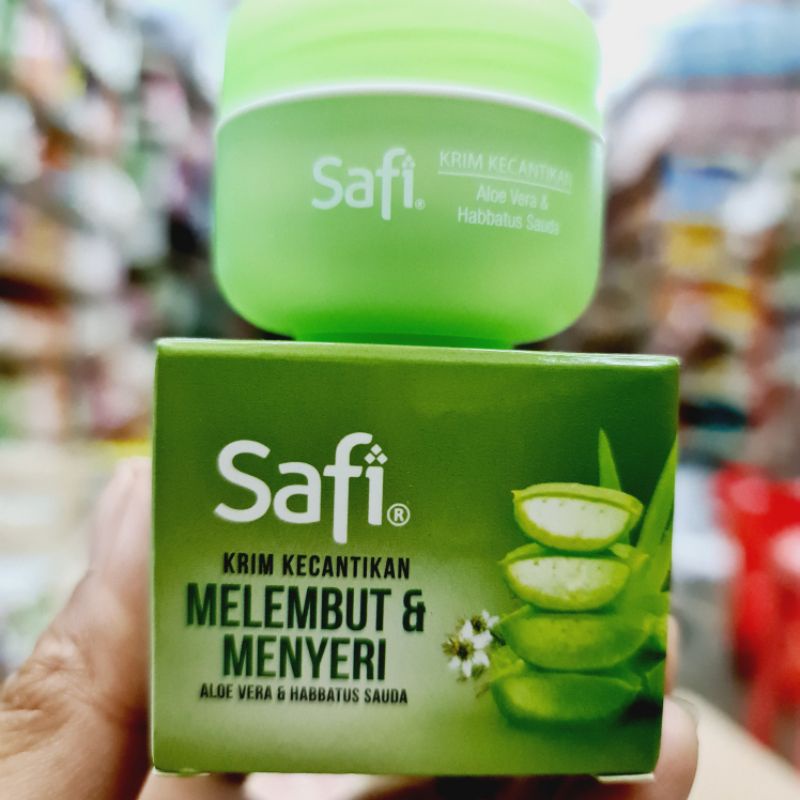 Safi®
KRIM KECANTIKAN
Aloe Vera &
Habbatus Sauda
Safi®
KRIM KECANTIKAN
MELEMBUT &
MENYERI
ALOE VERA & HABBATUS SAUDA